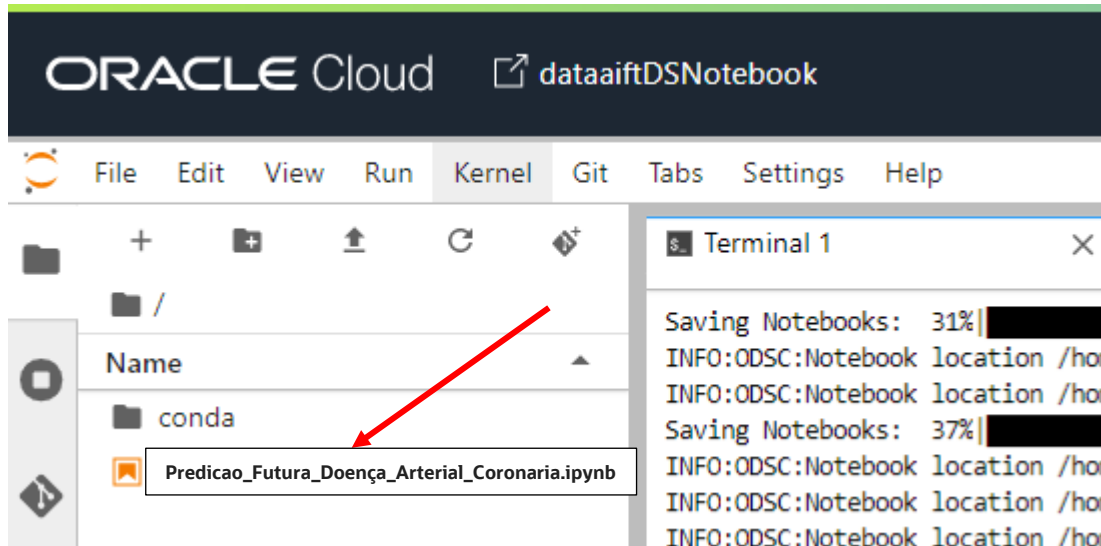 ORACLE Cloud dataaiftDSNotebook
File Edit View Run Kernel Git Tabs Settings Help
/
Name
conda
Predicao_Futura_Doença_Arterial_Coronaria.ipynb
$_ Terminal 1
Saving Notebooks: 31%|
INFO:ODSC:Notebook location /ho
INFO:ODSC:Notebook location /ho
Saving Notebooks: 37%|
INFO:ODSC:Notebook location /ho
INFO:ODSC:Notebook location /ho
INFO:ODSC:Notebook location /ho